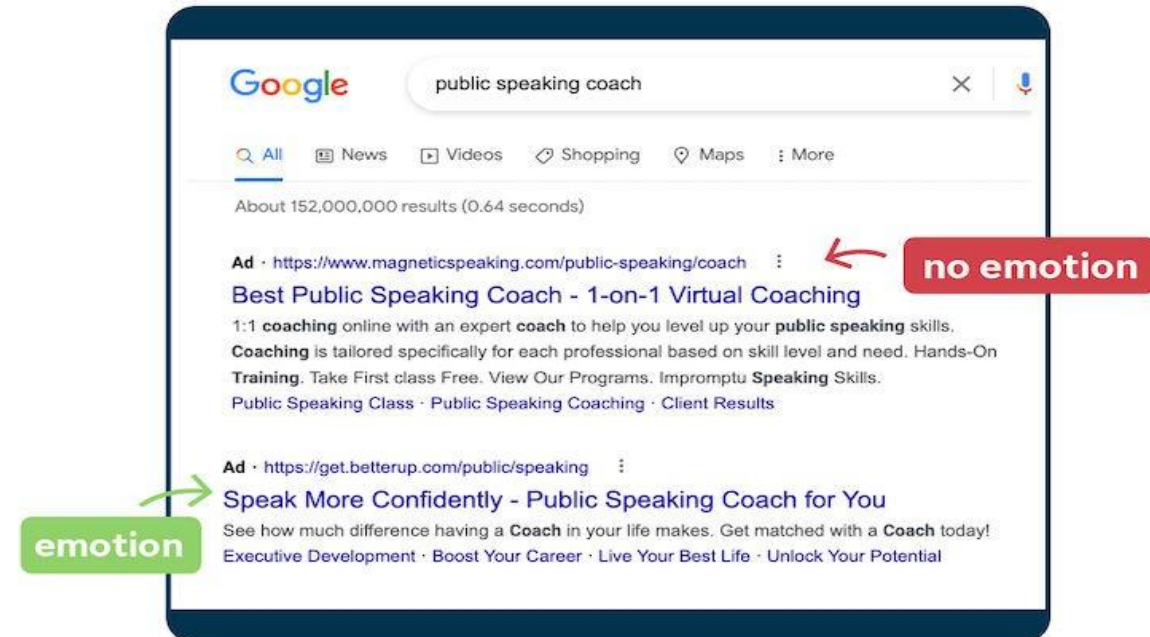 Google
public speaking coach
All News Videos Shopping Maps More
About 152,000,000 results (0.64 seconds)
Ad · https://www.magneticspeaking.com/public-speaking/coach
no emotion
Best Public Speaking Coach - 1-on-1 Virtual Coaching
1:1 coaching online with an expert coach to help you level up your public speaking skills.
Coaching is tailored specifically for each professional based on skill level and need. Hands-On
Training. Take First class Free. View Our Programs. Impromptu Speaking Skills.
Public Speaking Class · Public Speaking Coaching · Client Results
Ad · https://get.betterup.com/public/speaking
Speak More Confidently - Public Speaking Coach for You
emotion
See how much difference having a Coach in your life makes. Get matched with a Coach today!
Executive Development · Boost Your Career · Live Your Best Life · Unlock Your Potential